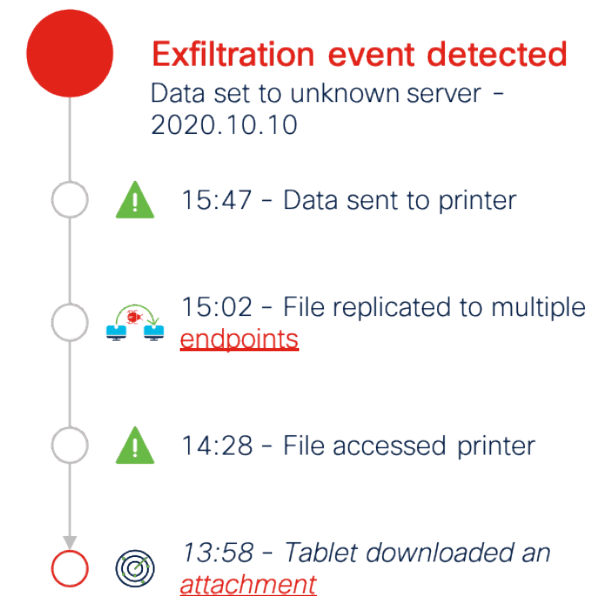 Exfiltration event detected
Data set to unknown server –
2020.10.10
15:47 – Data sent to printer
15:02 – File replicated to multiple
endpoints
14:28 – File accessed printer
13:58 – Tablet downloaded an
attachment